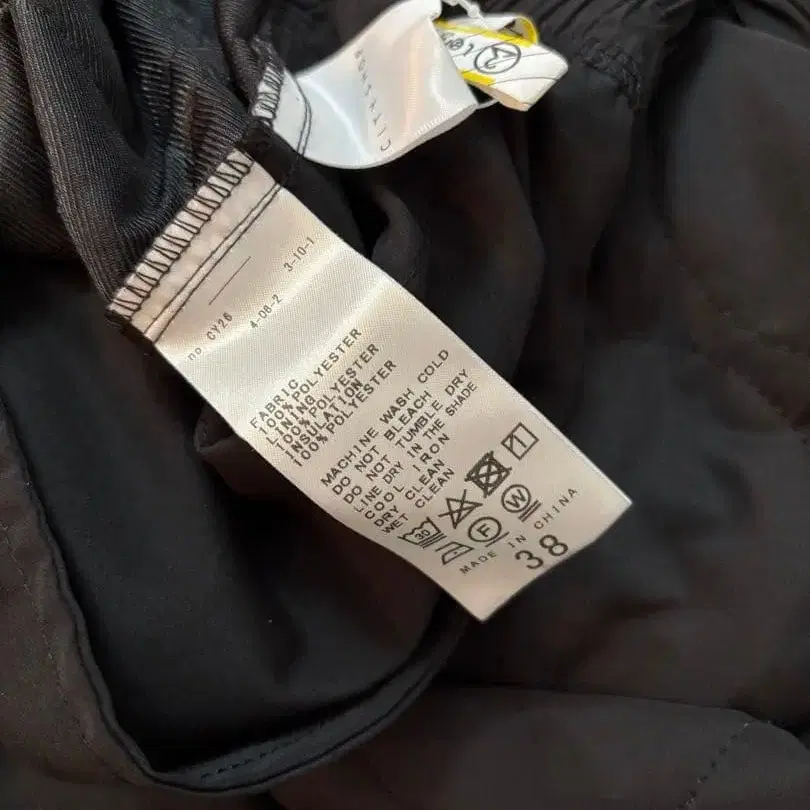 CITYSHOP
3-10-1
4-08-2
CY26
FABRIC
100%POLYESTER
LINING
100%POLYESTER
INSULATION
100%POLYESTER
MACHINE WASH COLD
DO NOT BLEACH
DO NOT TUMBLE DRY
LINE DRY IN THE SHADE
COOL IRON
DRY CLEAN
WET CLEAN
30
F
W
MADE IN CHINA
38